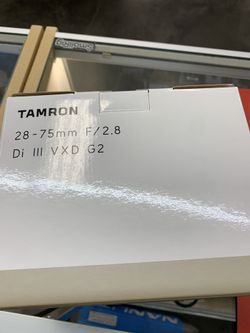 TAMRON
28-75mm F/2.8
Di III VXD G2